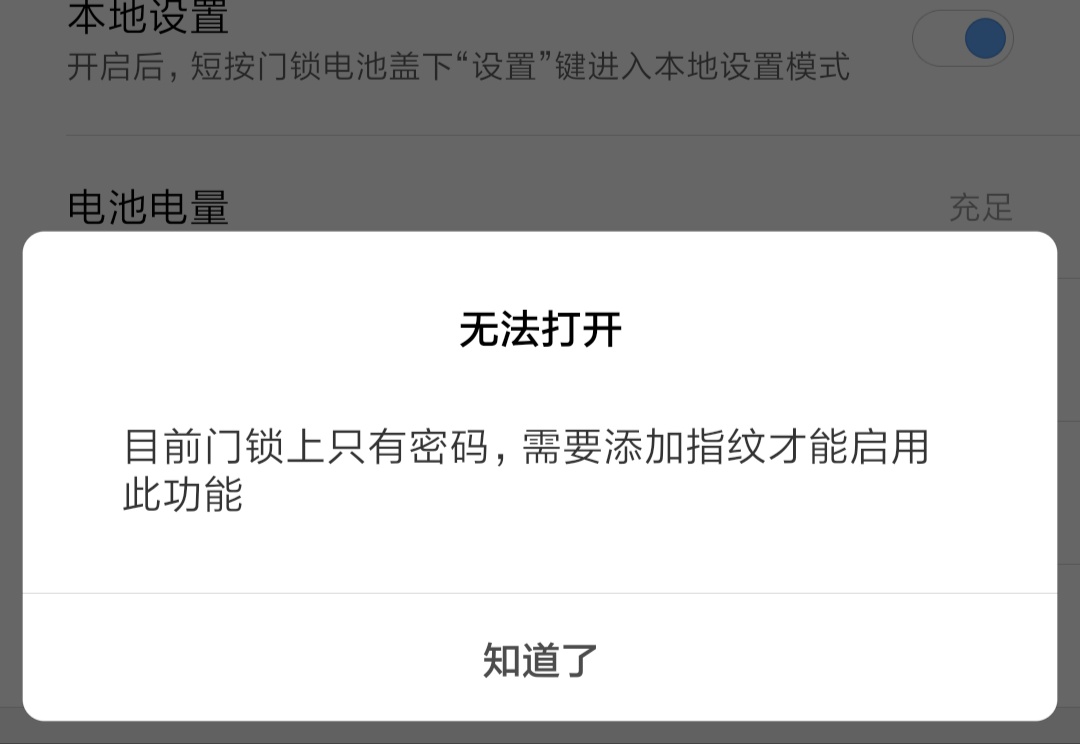 本地设置
开启后，短按门锁电池盖下“设置”键进入本地设置模式
电池电量
充足
无法打开
目前门锁上只有密码，需要添加指纹才能启用
此功能
知道了